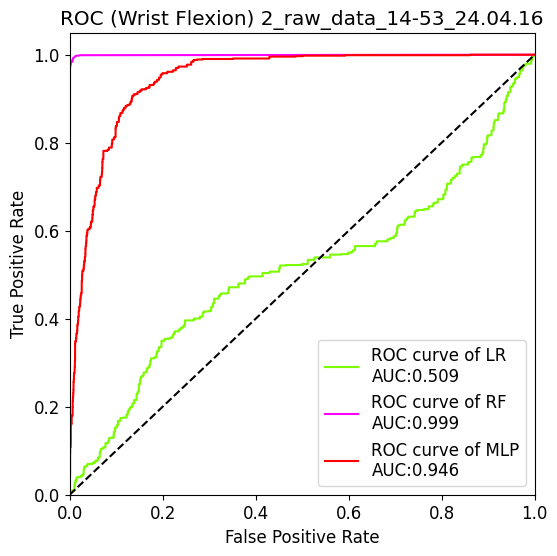 ROC (Wrist Flexion) 2_raw_data_14-53_24.04.16
1.0
0.8
0.6
0.4
0.2
0.0
True Positive Rate
ROC curve of LR
AUC:0.509
ROC curve of RF
AUC:0.999
ROC curve of MLP
AUC:0.946
0.0 0.2 0.4 0.6 0.8 1.0
False Positive Rate